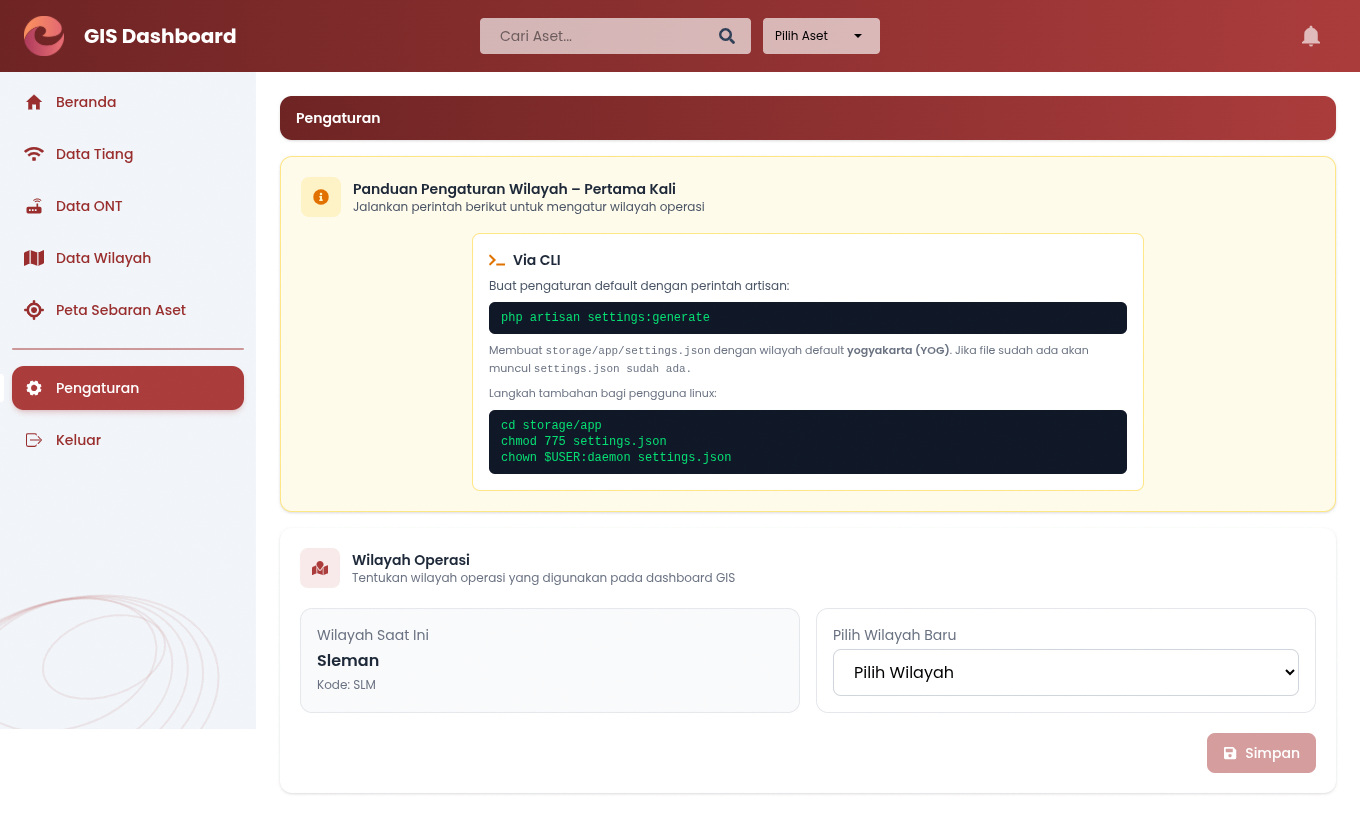 GIS Dashboard
Cari Aset...
Pilih Aset
Beranda
Data Tiang
Data ONT
Data Wilayah
Peta Sebaran Aset
Pengaturan
Keluar
Pengaturan
Panduan Pengaturan Wilayah – Pertama Kali
Jalankan perintah berikut untuk mengatur wilayah operasi
Via CLI
Buat pengaturan default dengan perintah artisan:
php artisan settings:generate
Membuat storage/app/settings.json dengan wilayah default yogyakarta (YOG). Jika file sudah ada akan
muncul settings.json sudah ada.
Langkah tambahan bagi pengguna linux:
cd storage/app
chmod 775 settings.json
chown $USER:daemon settings.json
Wilayah Operasi
Tentukan wilayah operasi yang digunakan pada dashboard GIS
Wilayah Saat Ini
Sleman
Kode: SLM
Pilih Wilayah Baru
Pilih Wilayah
Simpan